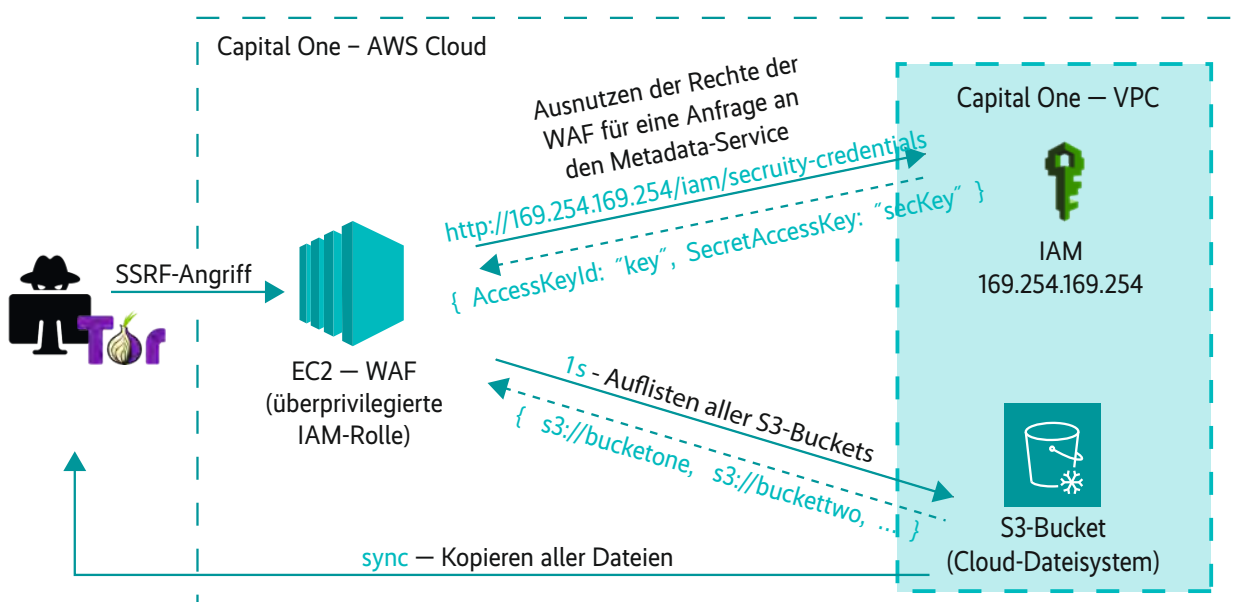 Capital One – AWS Cloud
Ausnutzen der Rechte der
WAF für eine Anfrage an
den Metadata-Service
http://169.254.169.254/iam/secruity-credentials
{ AccessKeyId: ″key″, SecretAccessKey: ″secKey″ }
Capital One — VPC
IAM
169.254.169.254
SSRF-Angriff
Tor
EC2 — WAF
(überprivilegierte
IAM-Rolle)
1s - Auflisten aller S3-Buckets
{ s3://bucketone, s3://buckettwo, ... }
S3-Bucket
(Cloud-Dateisystem)
sync — Kopieren aller Dateien